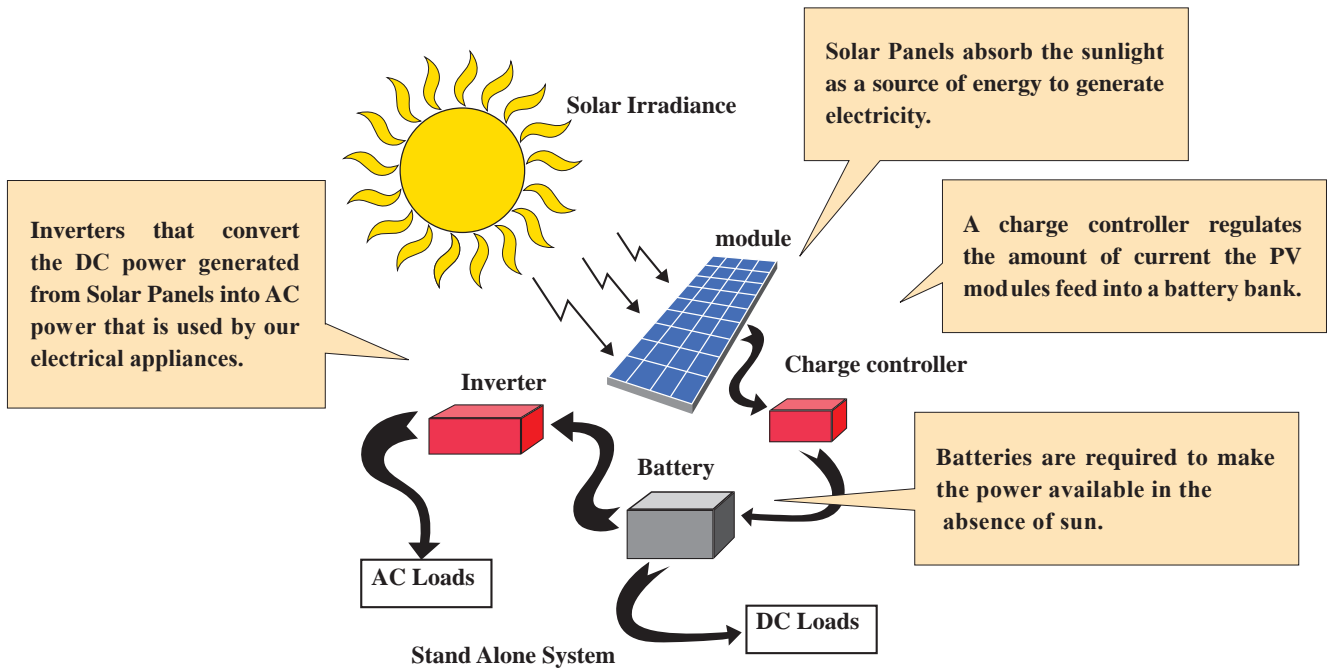 Solar Panels absorb the sunlight
as a source of energy to generate
electricity.
Solar Irradiance
Inverters that convert
the DC power generated
from Solar Panels into AC
power that is used by our
electrical appliances.
module
A charge controller regulates
the amount of current the PV
modules feed into a battery bank.
Charge controller
Inverter
Battery
Batteries are required to make
the power available in the
absence of sun.
AC Loads
DC Loads
Stand Alone System